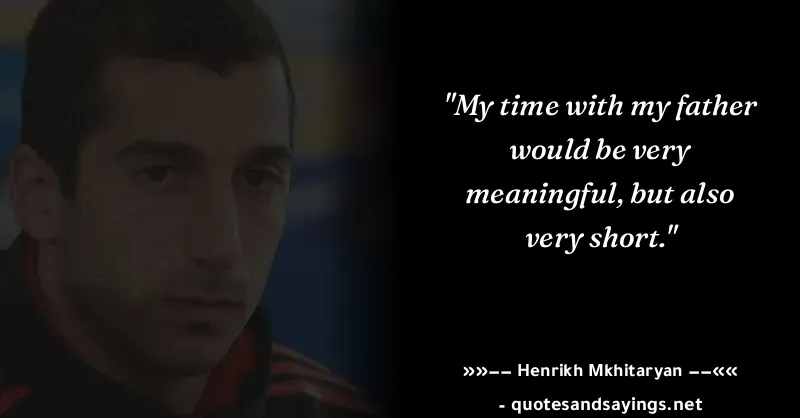 "My time with my father
would be very
meaningful, but also
very short."
»»−− Henrikh Mkhitaryan −−««
- quotesandsayings.net